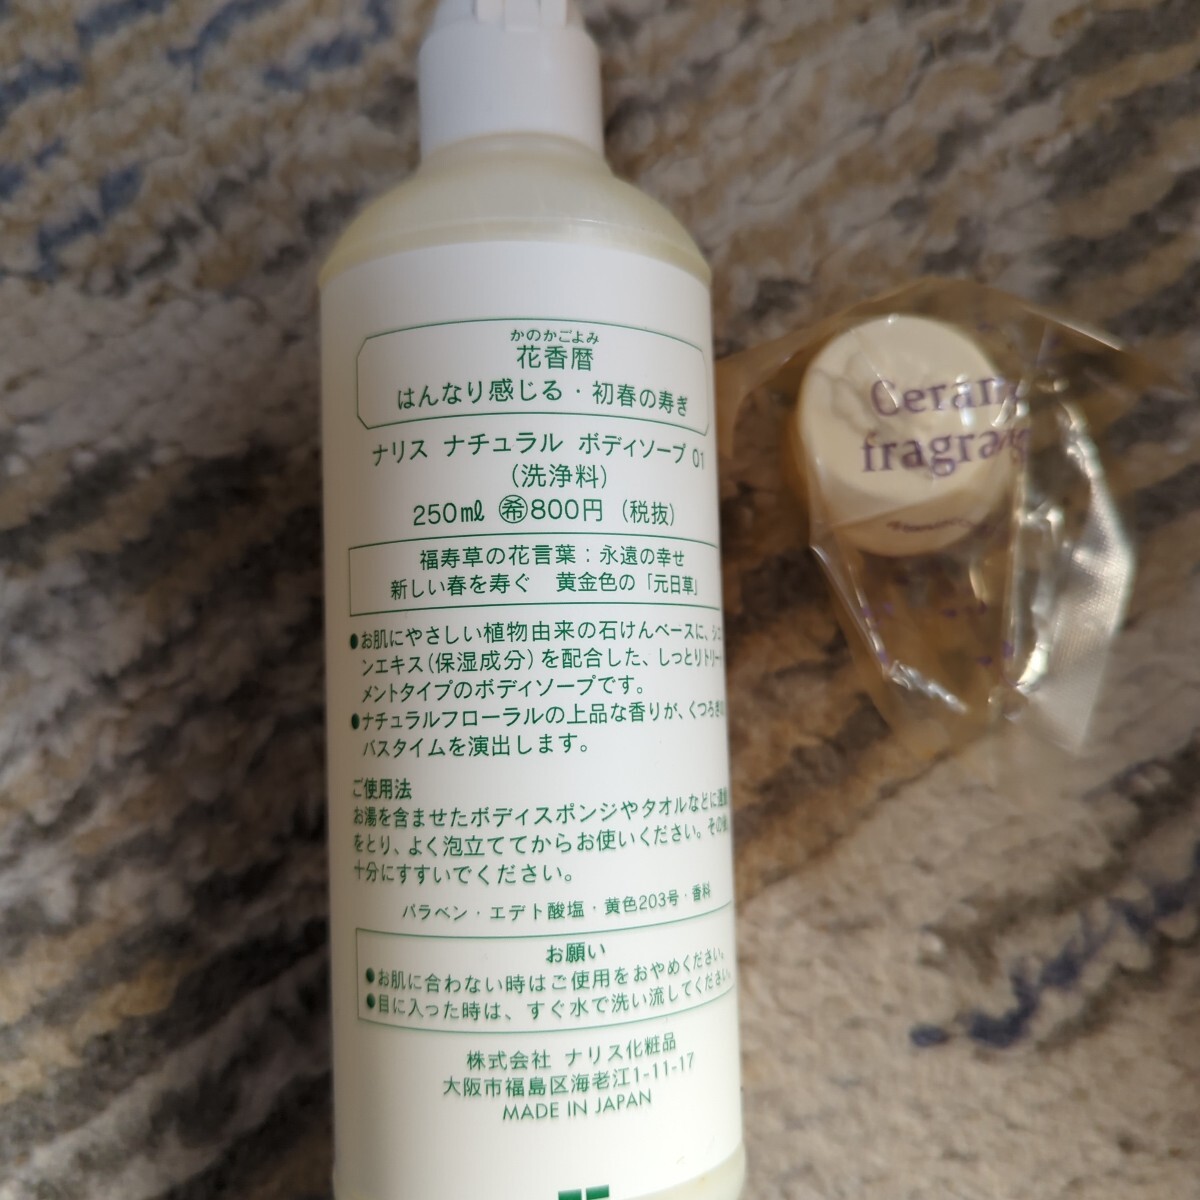 かのかごよみ
花香暦
はんなり感じる・初春の寿ぎ
ナリス ナチュラル ボディソープ 01
(洗浄料)
250ml ㊭800円 (税抜)
福寿草の花言葉：永遠の幸せ
新しい春を寿ぐ 黄金色の「元日草」
●お肌にやさしい植物由来の石けんベースに、シコ
ンエキス(保湿成分)を配合した、しっとりトリー
メントタイプのボディソープです。
●ナチュラルフローラルの上品な香りが、くつろぎの
バスタイムを演出します。
ご使用法
お湯を含ませたボディスポンジやタオルなどに適量
をとり、よく泡立ててからお使いください。その後、
十分にすすいでください。
パラベン・エデト酸塩・黄色203号・香料
お願い
●お肌に合わない時はご使用をおやめください。
●目に入った時は、すぐ水で洗い流してください。
株式会社 ナリス化粧品
大阪市福島区海老江1-11-17
MADE IN JAPAN
Ceram
fragran